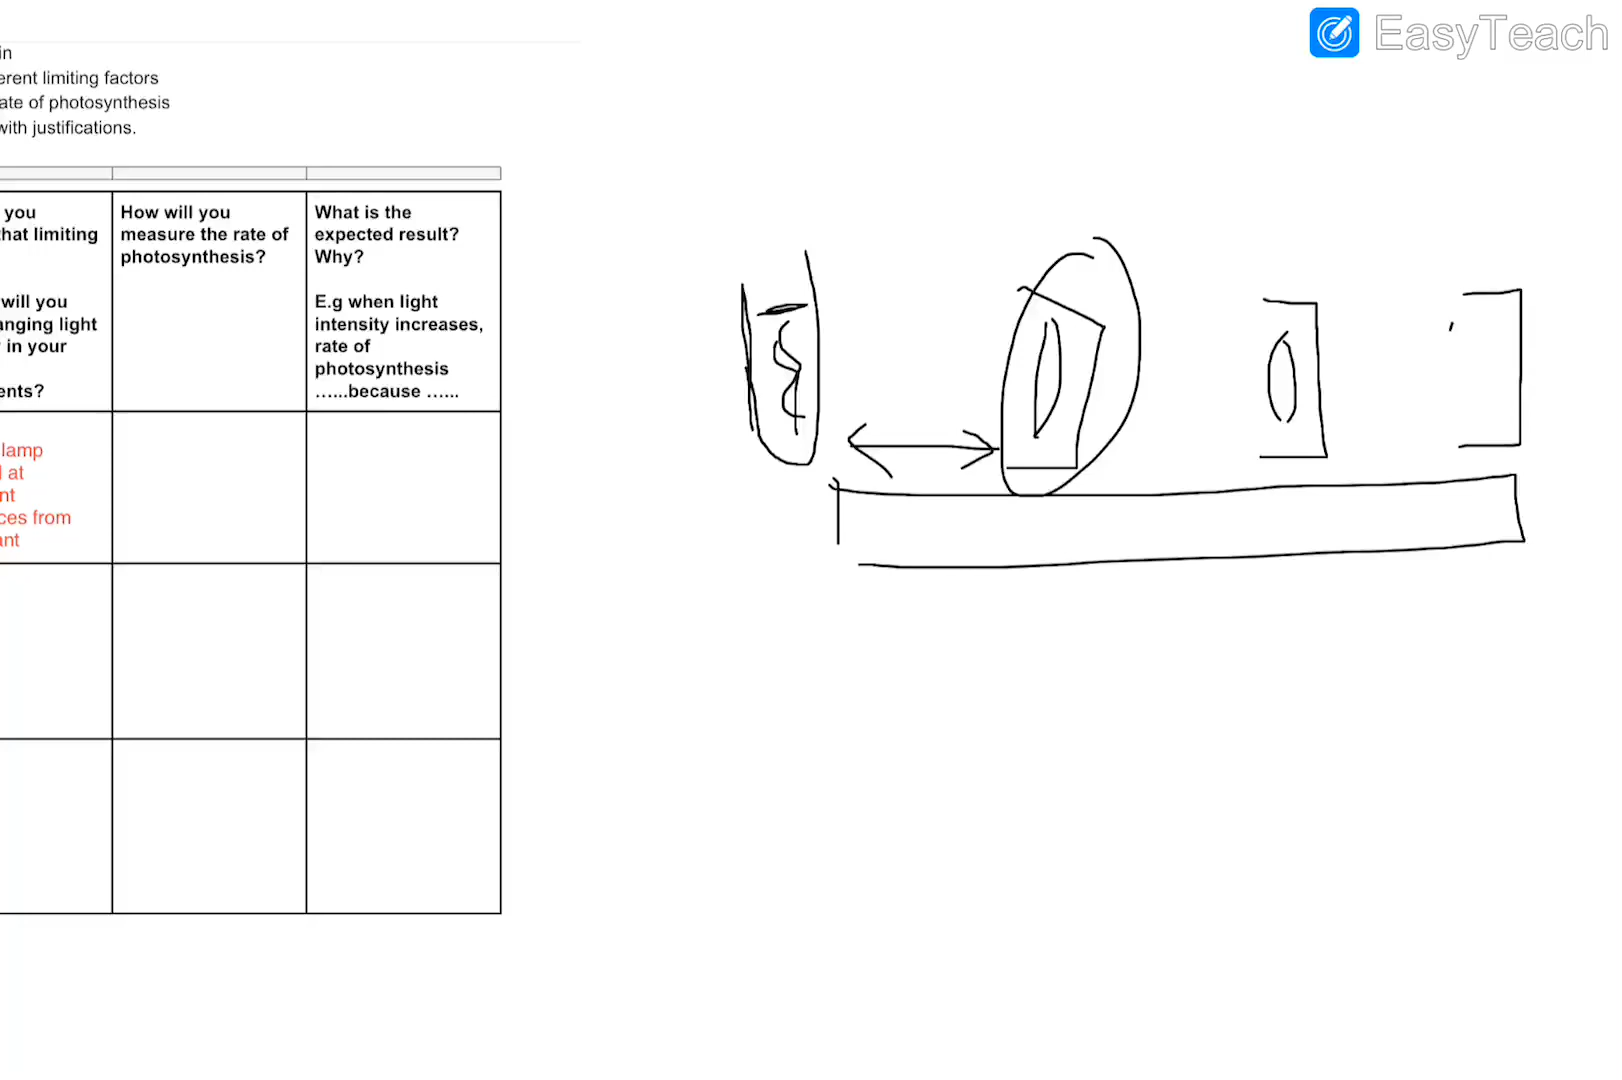 EasyTeach
in
erent limiting factors
ate of photosynthesis
with justifications.
you
hat limiting
will you
anging light
in your
ents?
How will you
measure the rate of
photosynthesis?
What is the
expected result?
Why?
E.g when light
intensity increases,
rate of
photosynthesis
…...because …...
lamp
at
nt
ces from
ant